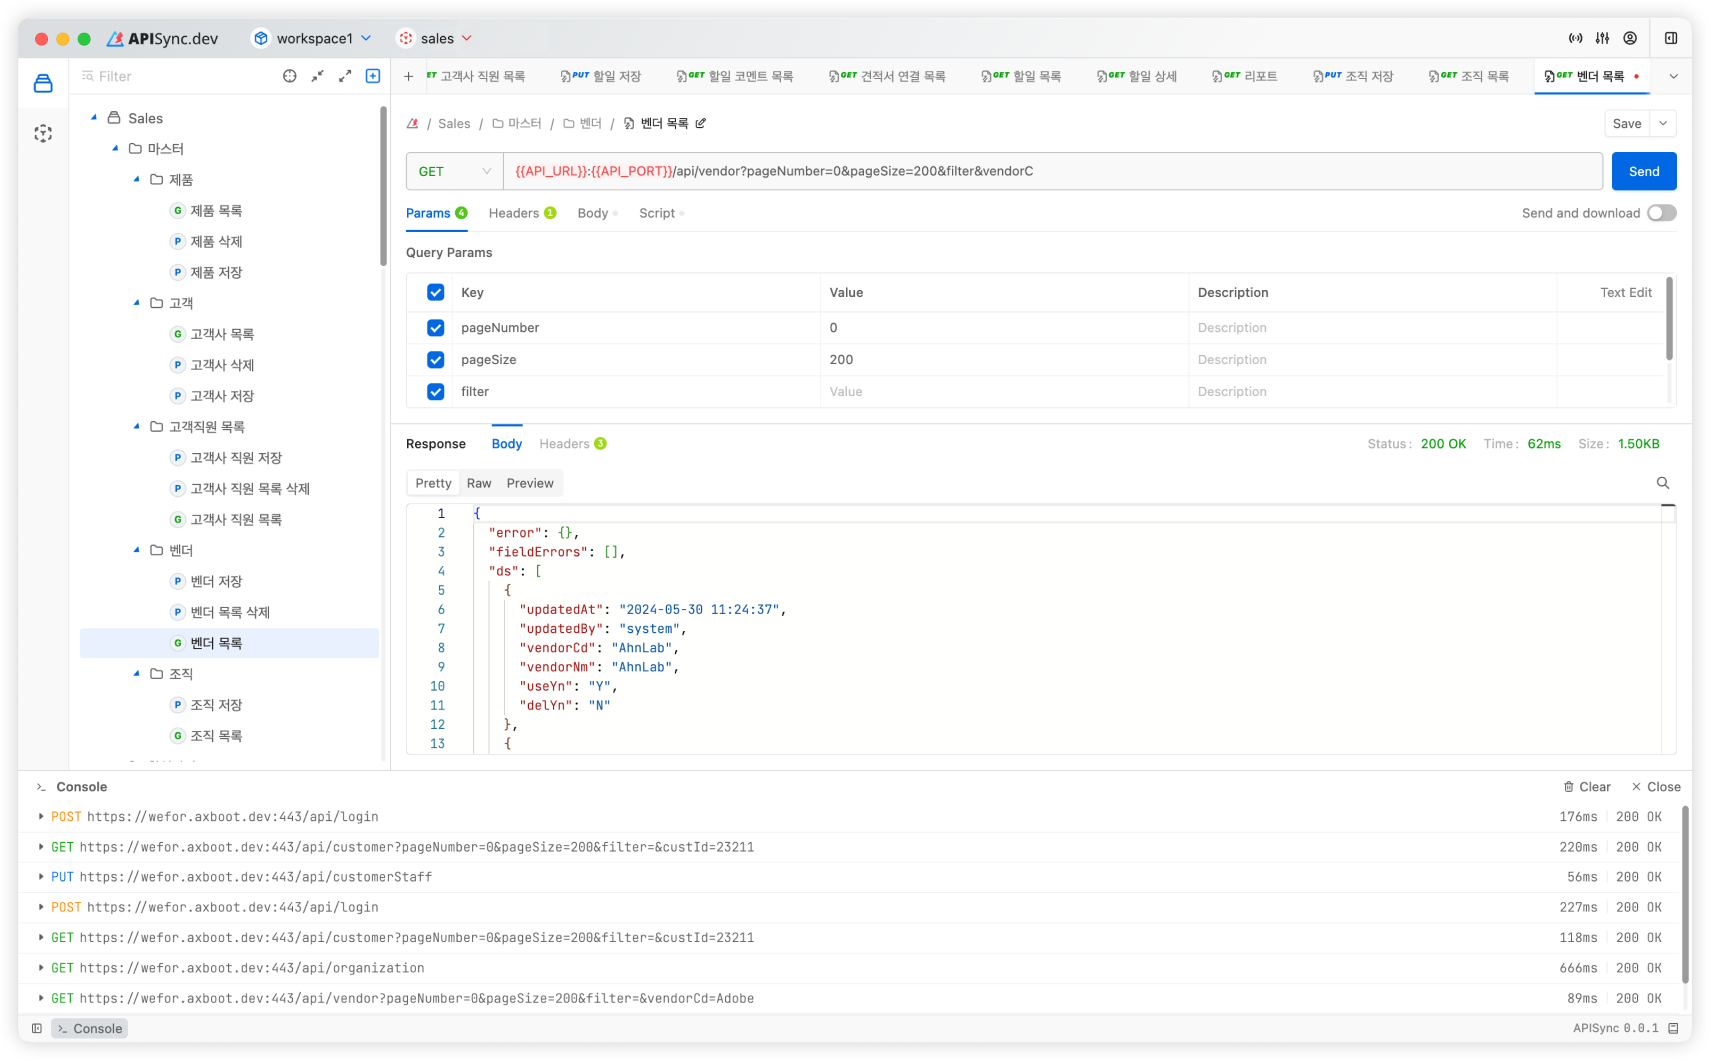 APISync.dev workspace1 sales
Filter
Sales
마스터
제품
G 제품 목록
P 제품 삭제
P 제품 저장
고객
G 고객사 목록
P 고객사 삭제
P 고객사 저장
고객직원 목록
P 고객사 직원 저장
P 고객사 직원 목록 삭제
G 고객사 직원 목록
벤더
P 벤더 저장
P 벤더 목록 삭제
G 벤더 목록
조직
P 조직 저장
G 조직 목록
+ ET 고객사 직원 목록 PUT 할일 저장 GET 할일 코멘트 목록 GET 견적서 연결 목록 GET 할일 목록 GET 할일 상세 GET 리포트 PUT 조직 저장 GET 조직 목록 GET 벤더 목록
/ Sales / 마스터 / 벤더 / 벤더 목록
Save
GET {{API_URL}}:{{API_PORT}}/api/vendor?pageNumber=0&pageSize=200&filter&vendorC
Send
Params 4 Headers 1 Body Script
Send and download
Query Params
Key Value Description Text Edit
pageNumber 0 Description
pageSize 200 Description
filter Value Description
Response Body Headers 3
Status: 200 OK Time: 62ms Size: 1.50KB
Pretty Raw Preview
1 {
2 "error": {},
3 "fieldErrors": [],
4 "ds": [
5 {
6 "updatedAt": "2024-05-30 11:24:37",
7 "updatedBy": "system",
8 "vendorCd": "AhnLab",
9 "vendorNm": "AhnLab",
10 "useYn": "Y",
11 "delYn": "N"
12 },
13 {
Console Clear Close
POST https://wefor.axboot.dev:443/api/login 176ms 200 OK
GET https://wefor.axboot.dev:443/api/customer?pageNumber=0&pageSize=200&filter=&custId=23211 220ms 200 OK
PUT https://wefor.axboot.dev:443/api/customerStaff 56ms 200 OK
POST https://wefor.axboot.dev:443/api/login 227ms 200 OK
GET https://wefor.axboot.dev:443/api/customer?pageNumber=0&pageSize=200&filter=&custId=23211 118ms 200 OK
GET https://wefor.axboot.dev:443/api/organization 666ms 200 OK
GET https://wefor.axboot.dev:443/api/vendor?pageNumber=0&pageSize=200&filter=&vendorCd=Adobe 89ms 200 OK
Console APISync 0.0.1